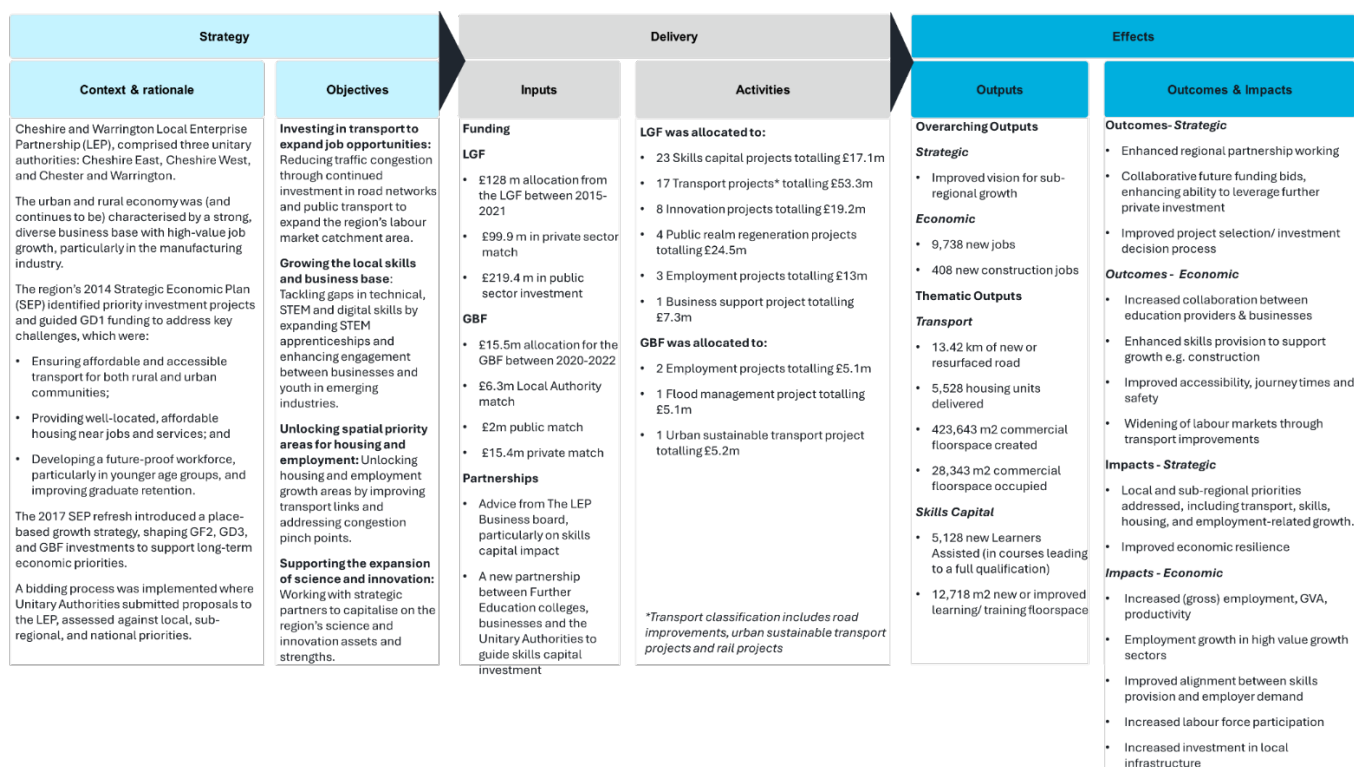 Strategy
Delivery
Effects
Context & rationale
Objectives
Inputs
Activities
Outputs
Outcomes & Impacts
Cheshire and Warrington Local Enterprise
Partnership (LEP), comprised three unitary
authorities: Cheshire East, Cheshire West,
and Chester and Warrington.
The urban and rural economy was (and
continues to be) characterised by a strong,
diverse business base with high-value job
growth, particularly in the manufacturing
industry.
The region's 2014 Strategic Economic Plan
(SEP) identified priority investment projects
and guided GD1 funding to address key
challenges, which were:
• Ensuring affordable and accessible
transport for both rural and urban
communities;
• Providing well-located, affordable
housing near jobs and services; and
• Developing a future-proof workforce,
particularly in younger age groups, and
improving graduate retention.
The 2017 SEP refresh introduced a place-
based growth strategy, shaping GF2, GD3,
and GBF investments to support long-term
economic priorities.
A bidding process was implemented where
Unitary Authorities submitted proposals to
the LEP, assessed against local, sub-
regional, and national priorities.
Investing in transport to
expand job opportunities:
Reducing traffic congestion
through continued
investment in road networks
and public transport to
expand the region's labour
market catchment area.
Growing the local skills
and business base:
Tackling gaps in technical,
STEM and digital skills by
expanding STEM
apprenticeships and
enhancing engagement
between businesses and
youth in emerging
industries.
Unlocking spatial priority
areas for housing and
employment: Unlocking
housing and employment
growth areas by improving
transport links and
addressing congestion
pinch points.
Supporting the expansion
of science and innovation:
Working with strategic
partners to capitalise on the
region's science and
innovation assets and
strengths.
Funding
LGF
• £128 m allocation from
the LGF between 2015-
2021
• £99.9 m in private sector
match
• £219.4 m in public
sector investment
GBF
• £15.5m allocation for the
GBF between 2020-2022
• £6.3m Local Authority
match
• £2m public match
• £15.4m private match
Partnerships
• Advice from The LEP
Business board,
particularly on skills
capital impact
• A new partnership
between Further
Education colleges,
businesses and the
Unitary Authorities to
guide skills capital
investment
LGF was allocated to:
• 23 Skills capital projects totalling £17.1m
• 17 Transport projects* totalling £53.3m
• 8 Innovation projects totalling £19.2m
• 4 Public realm regeneration projects
totalling £24.5m
• 3 Employment projects totalling £13m
• 1 Business support project totalling
£7.3m
GBF was allocated to:
• 2 Employment projects totalling £5.1m
• 1 Flood management project totalling
£5.1m
• 1 Urban sustainable transport project
totalling £5.2m
*Transport classification includes road
improvements, urban sustainable transport
projects and rail projects
Overarching Outputs
Strategic
• Improved vision for sub-
regional growth
Economic
• 9,738 new jobs
• 408 new construction jobs
Thematic Outputs
Transport
• 13.42 km of new or
resurfaced road
• 5,528 housing units
delivered
• 423,643 m2 commercial
floorspace created
• 28,343 m2 commercial
floorspace occupied
Skills Capital
• 5,128 new Learners
Assisted (in courses leading
to a full qualification)
• 12,718 m2 new or improved
learning/ training floorspace
Outcomes- Strategic
• Enhanced regional partnership working
• Collaborative future funding bids,
enhancing ability to leverage further
private investment
• Improved project selection/ investment
decision process
Outcomes - Economic
• Increased collaboration between
education providers & businesses
• Enhanced skills provision to support
growth e.g. construction
• Improved accessibility, journey times and
safety
• Widening of labour markets through
transport improvements
Impacts - Strategic
• Local and sub-regional priorities
addressed, including transport, skills,
housing, and employment-related growth.
• Improved economic resilience
Impacts - Economic
• Increased (gross) employment, GVA,
productivity
• Employment growth in high value growth
sectors
• Improved alignment between skills
provision and employer demand
• Increased labour force participation
• Increased investment in local
infrastructure